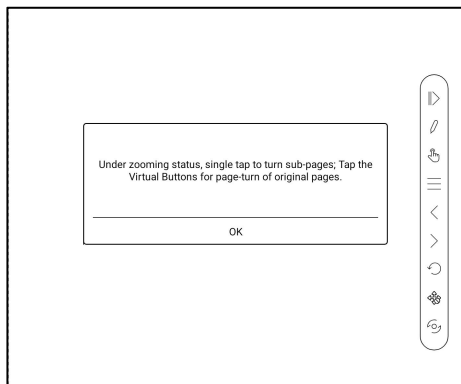 Under zooming status, single tap to turn sub-pages; Tap the
Virtual Buttons for page-turn of original pages.
OK